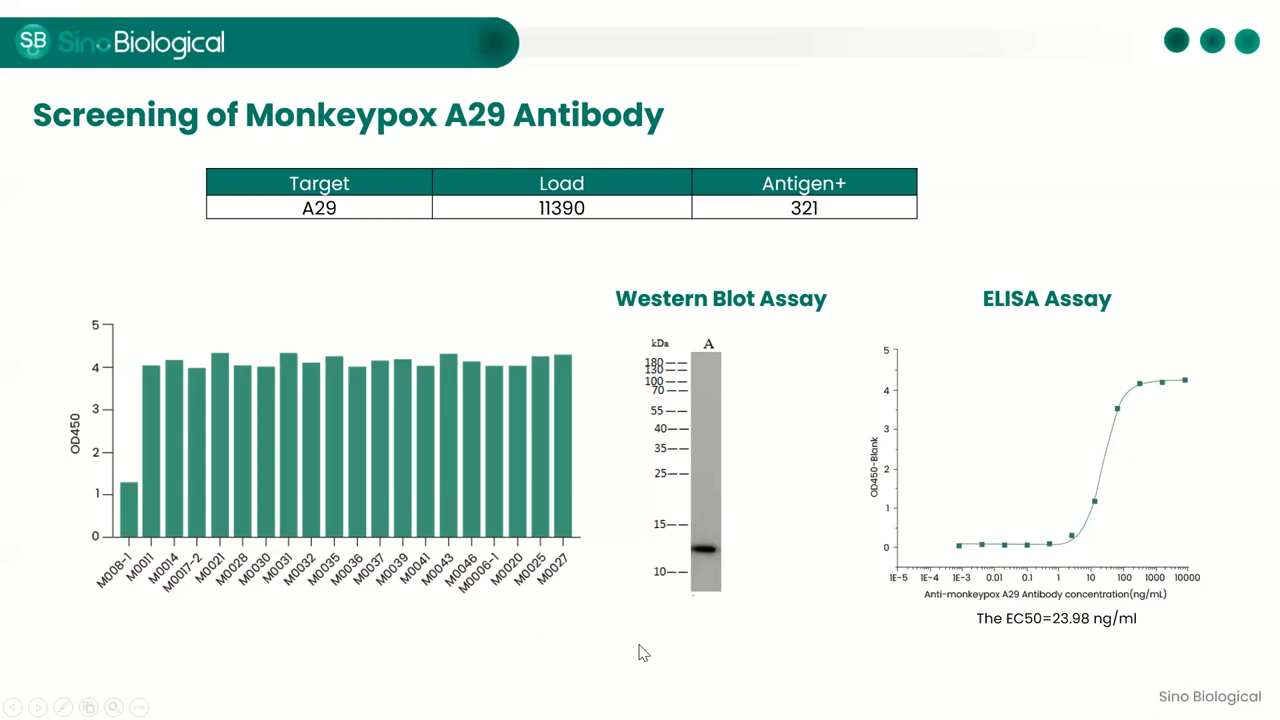 SB SinoBiological
Screening of Monkeypox A29 Antibody
Target Load Antigen+
A29 11390 321
Western Blot Assay
ELISA Assay
5
4
3
2
1
0
OD450
M008-1 M0011 M0014 M0017-2 M0021 M0028 M0030 M0031 M0032 M0035 M0036 M0037 M0039 M0041 M0043 M0046 M0006-1 M0020 M0025 M0027
kDa A
180
130
100
70
55
40
35
25
15
10
5
4
3
2
1
0
OD450-Blank
1E-5 1E-4 1E-3 0.01 0.1 1 10 100 1000 10000
Anti-monkeypox A29 Antibody concentration(ng/mL)
The EC50=23.98 ng/ml
Sino Biological